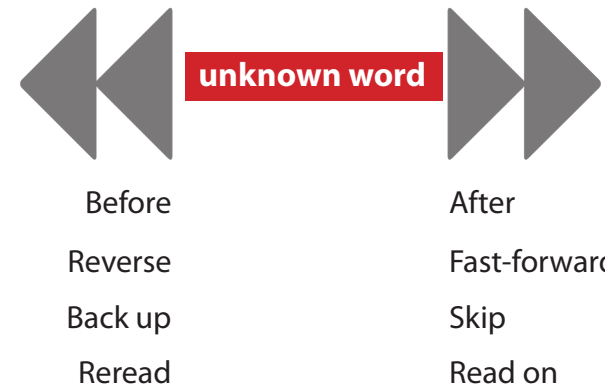 unknown word
Before After
Reverse Fast-forward
Back up Skip
Reread Read on